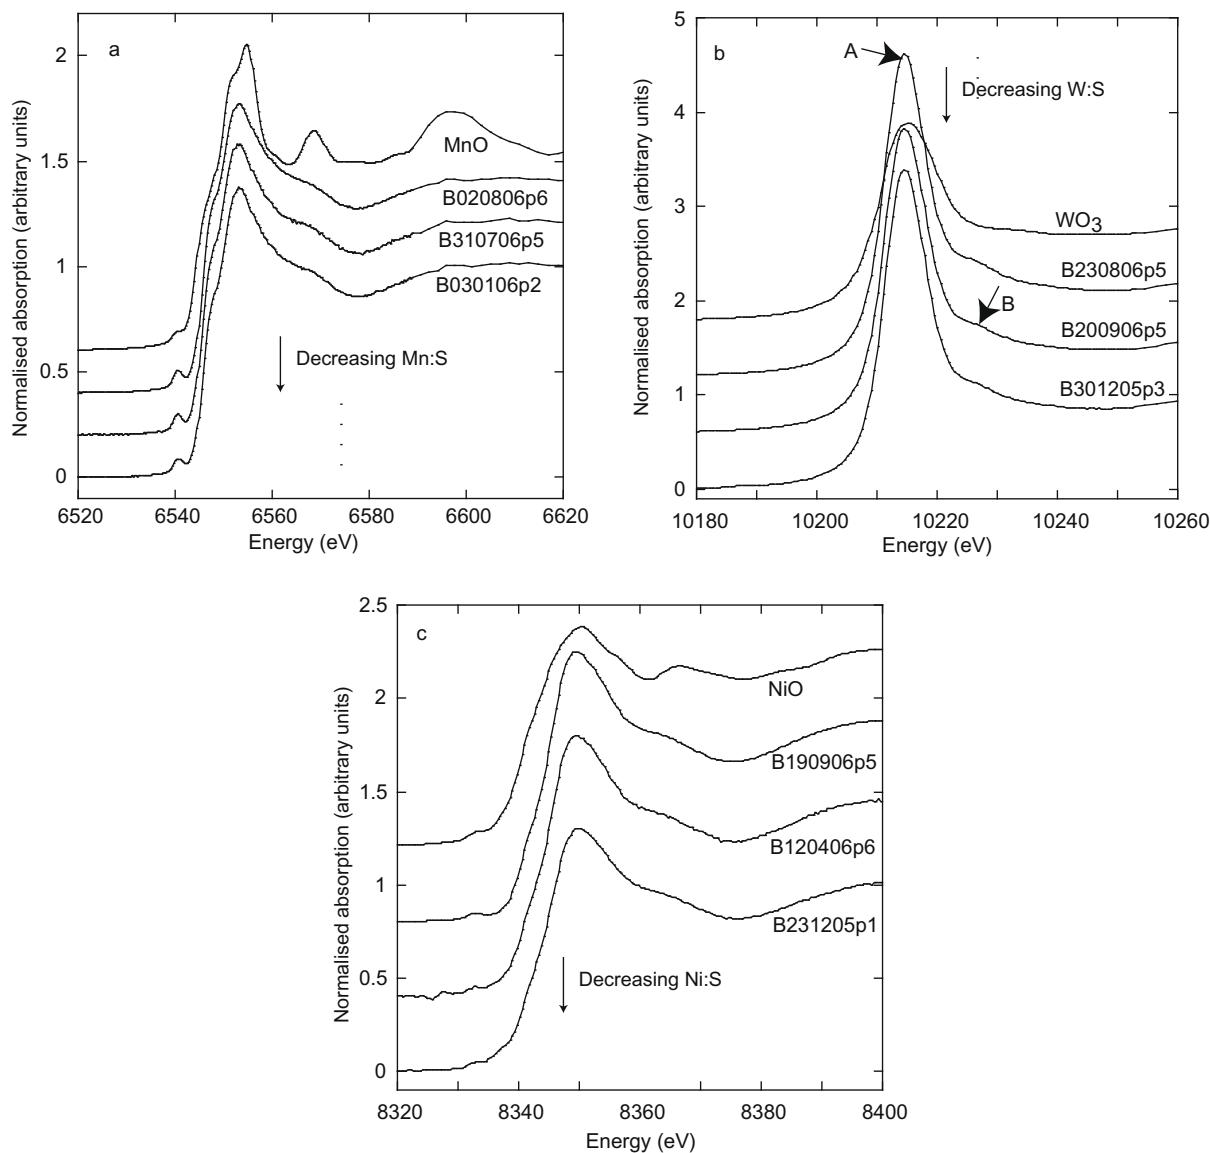 a
2
1.5
1
0.5
0
Normalised absorption (arbitrary units)
MnO
B020806p6
B310706p5
B030106p2
Decreasing Mn:S
6520 6540 6560 6580 6600 6620
Energy (eV)
b
5
4
3
2
1
0
Normalised absorption (arbitrary units)
A
Decreasing W:S
WO3
B230806p5
B
B200906p5
B301205p3
10180 10200 10220 10240 10260
Energy (eV)
c
2.5
2
1.5
1
0.5
0
Normalised absorption (arbitrary units)
NiO
B190906p5
B120406p6
B231205p1
Decreasing Ni:S
8320 8340 8360 8380 8400
Energy (eV)